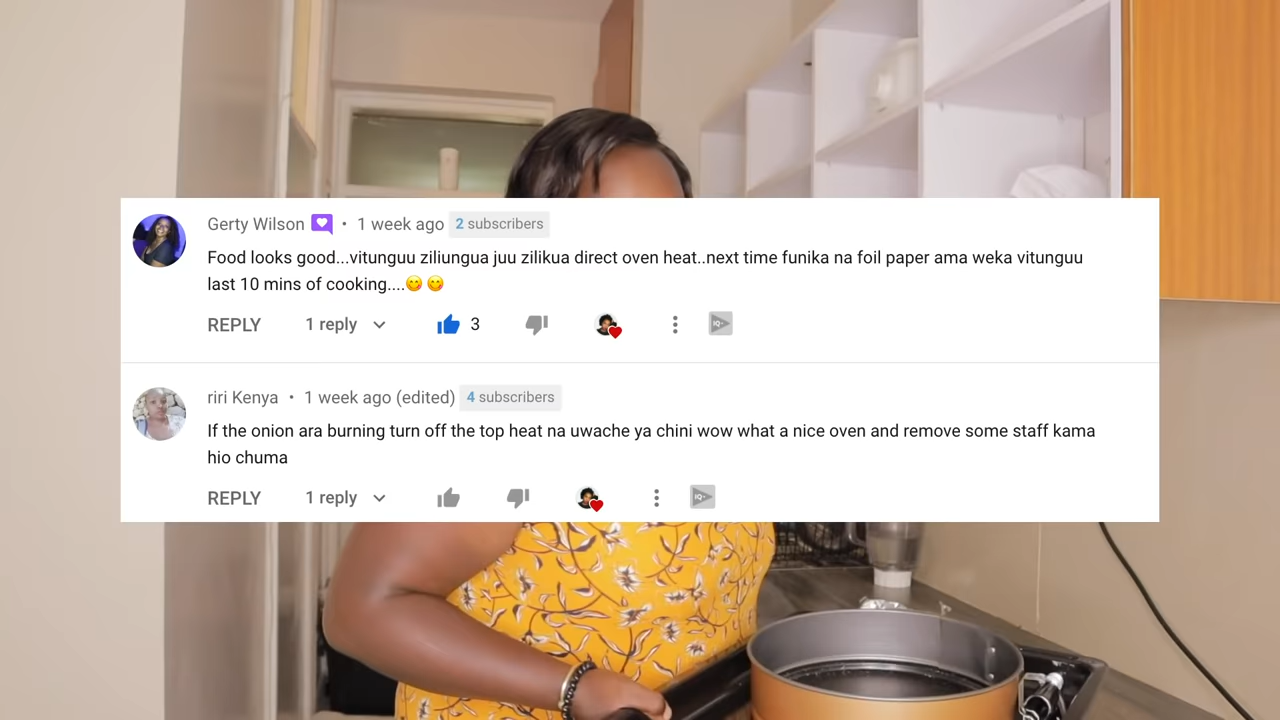 Gerty Wilson • 1 week ago 2 subscribers
Food looks good...vitunguu ziliungua juu zilikua direct oven heat..next time funika na foil paper ama weka vitunguu
last 10 mins of cooking....😋 😋
REPLY 1 reply 3 IQ+
riri Kenya • 1 week ago (edited) 4 subscribers
If the onion ara burning turn off the top heat na uwache ya chini wow what a nice oven and remove some staff kama
hio chuma
REPLY 1 reply IQ+